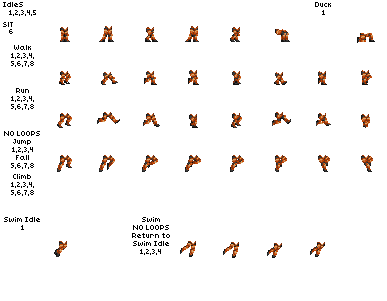 IdleS
1,2,3,4,5
Duck
1
SIT
6
Walk
1,2,3,4,
5,6,7,8
Run
1,2,3,4,
5,6,7,8
NO LOOPS
Jump
1,2,3,4
Fall
5,6,7,8
Climb
1,2,3,4,
5,6,7,8
Swim Idle
1
Swim
NO LOOPS
Return to
Swim Idle
1,2,3,4